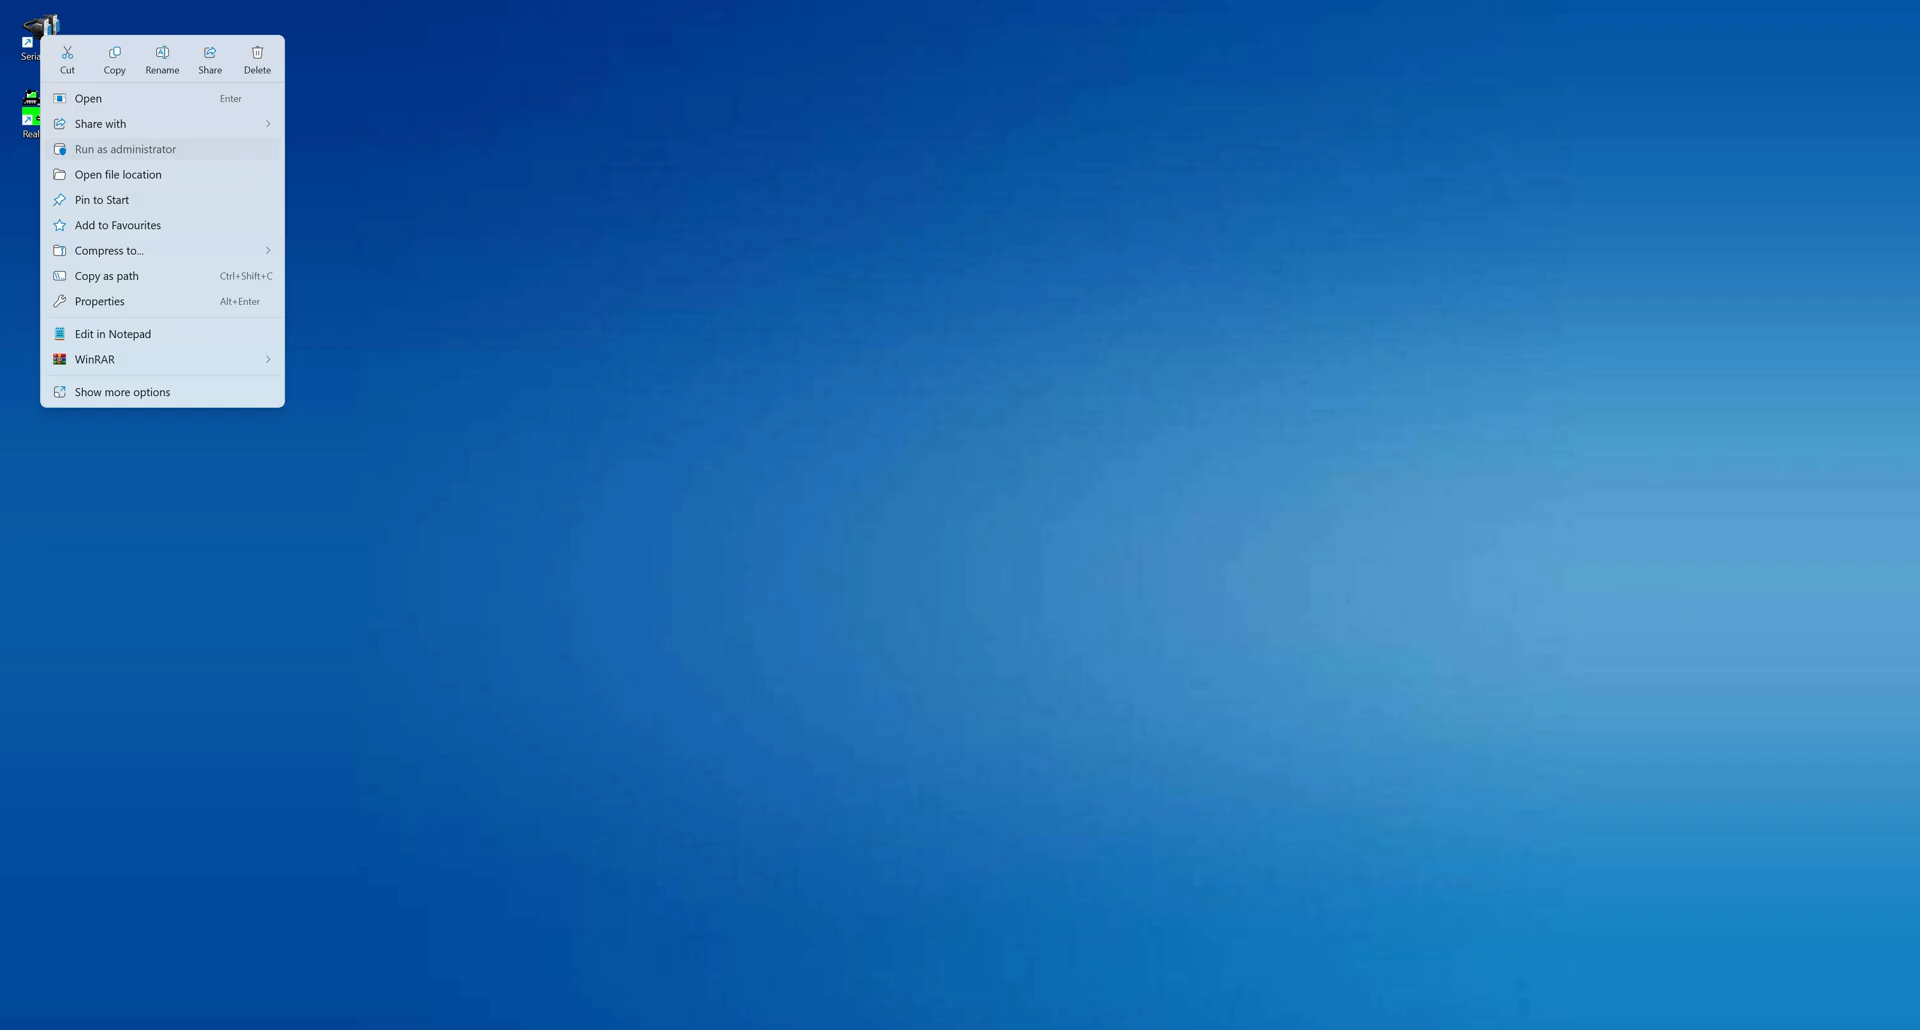 Cut Copy Rename Share Delete
Open Enter
Share with
Run as administrator
Open file location
Pin to Start
Add to Favourites
Compress to...
Copy as path Ctrl+Shift+C
Properties Alt+Enter
Edit in Notepad
WinRAR
Show more options